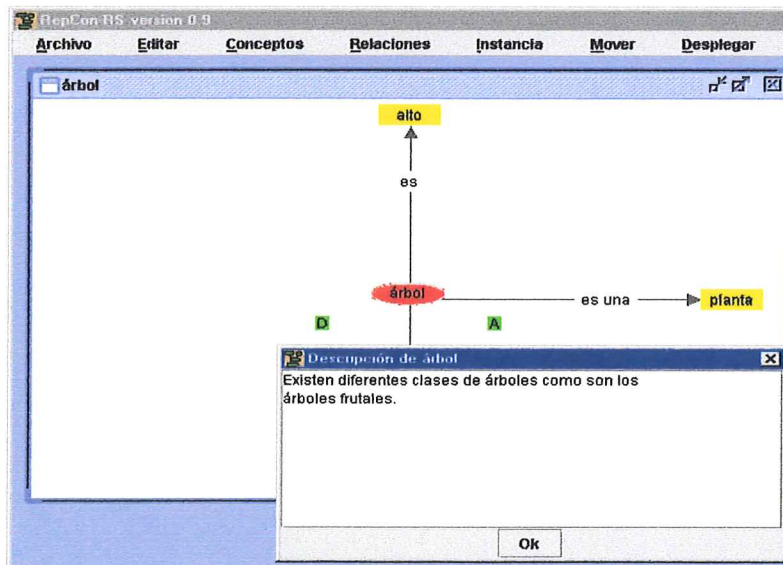 RepCon RS version 0.9
Archivo Editar Conceptos Relaciones Instancia Mover Desplegar
árbol
alto
es
árbol
es una
planta
D
A
Descripción de árbol
Existen diferentes clases de árboles como son los
árboles frutales.
Ok